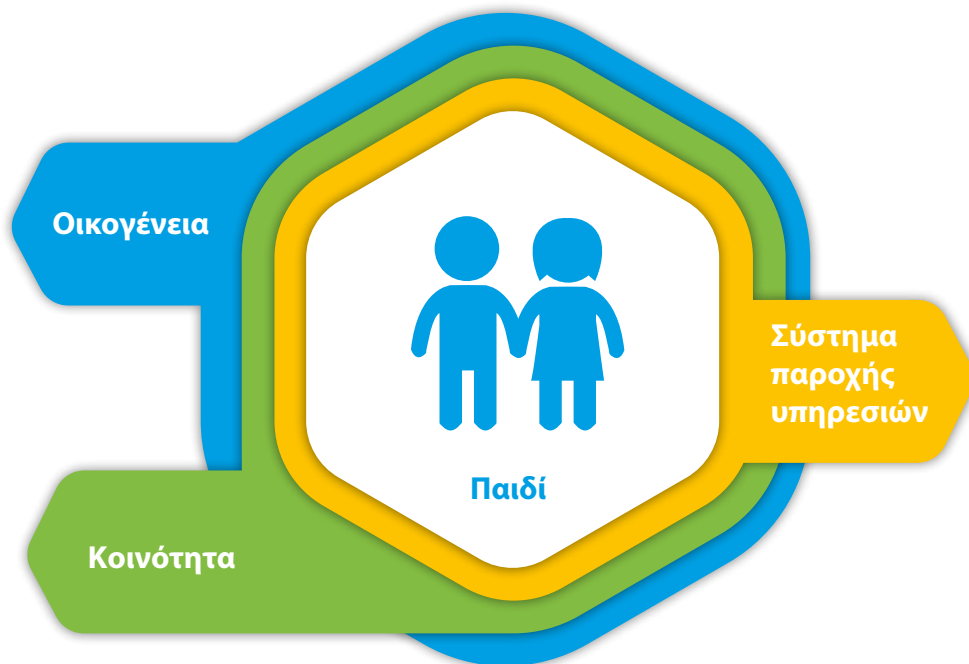 Οικογένεια
Σύστημα
παροχής
υπηρεσιών
Παιδί
Κοινότητα